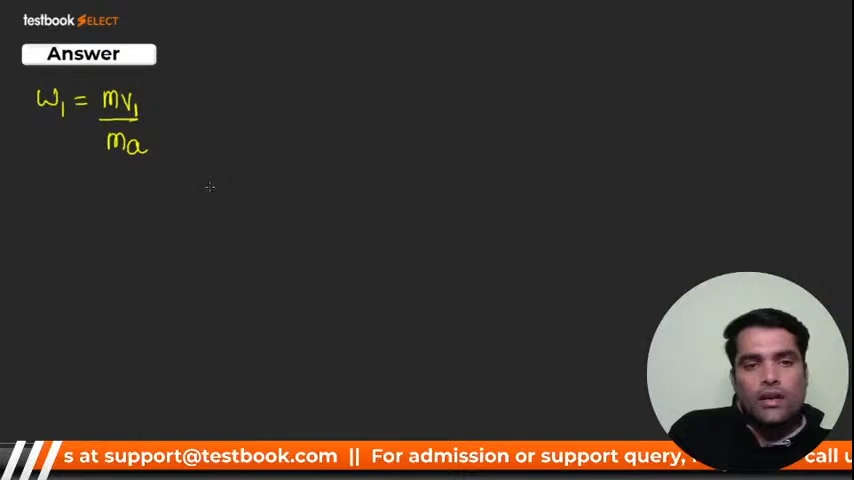 testbook SELECT
Answer
ω₁ = mv₁
ma
s at support@testbook.com || For admission or support query, call u